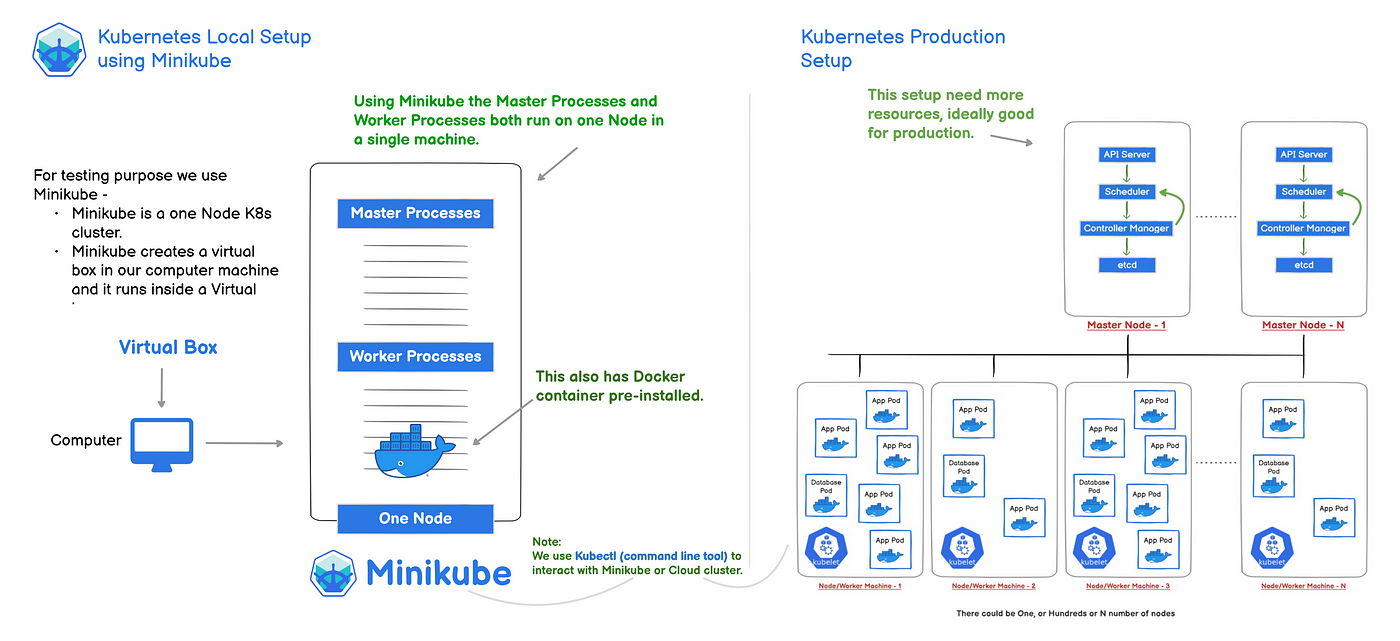 Kubernetes Local Setup
using Minikube
Using Minikube the Master Processes and
Worker Processes both run on one Node in
a single machine.
For testing purpose we use
Minikube -
· Minikube is a one Node K8s
cluster.
· Minikube creates a virtual
box in our computer machine
and it runs inside a Virtual
Virtual Box
Computer
Master Processes
Worker Processes
This also has Docker
container pre-installed.
One Node
Minikube
Note:
We use Kubectl (command line tool) to
interact with Minikube or Cloud cluster.
Kubernetes Production
Setup
This setup need more
resources, ideally good
for production.
API Server
Scheduler
Controller Manager
etcd
Master Node - 1
API Server
Scheduler
Controller Manager
etcd
Master Node - N
App Pod
App Pod
App Pod
Database
Pod
App Pod
App Pod
kubelet
Node/Worker Machine - 1
App Pod
Database
Pod
App Pod
kubelet
Node/Worker Machine - 2
App Pod
App Pod
App Pod
Database
Pod
App Pod
App Pod
kubelet
Node/Worker Machine - 3
App Pod
Database
Pod
App Pod
kubelet
Node/Worker Machine - N
There could be One, or Hundreds or N number of nodes